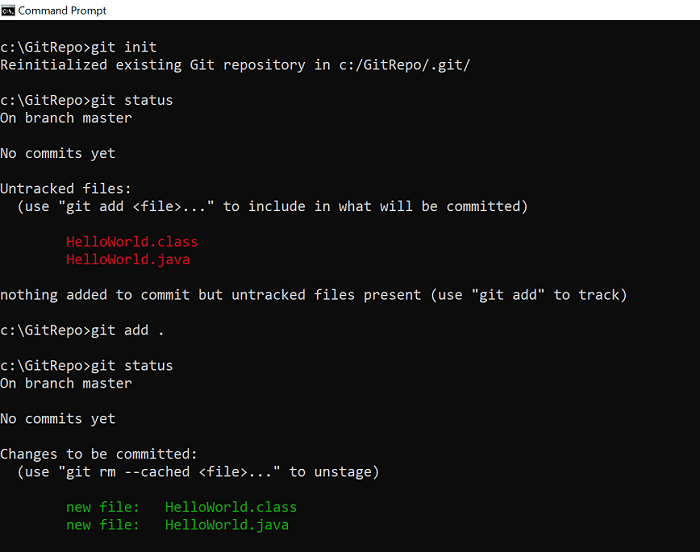 Command Prompt
c:\GitRepo>git init
Reinitialized existing Git repository in c:/GitRepo/.git/
c:\GitRepo>git status
On branch master
No commits yet
Untracked files:
(use "git add <file>..." to include in what will be committed)
HelloWorld.class
HelloWorld.java
nothing added to commit but untracked files present (use "git add" to track)
c:\GitRepo>git add .
c:\GitRepo>git status
On branch master
No commits yet
Changes to be committed:
(use "git rm --cached <file>..." to unstage)
new file:   HelloWorld.class
new file:   HelloWorld.java